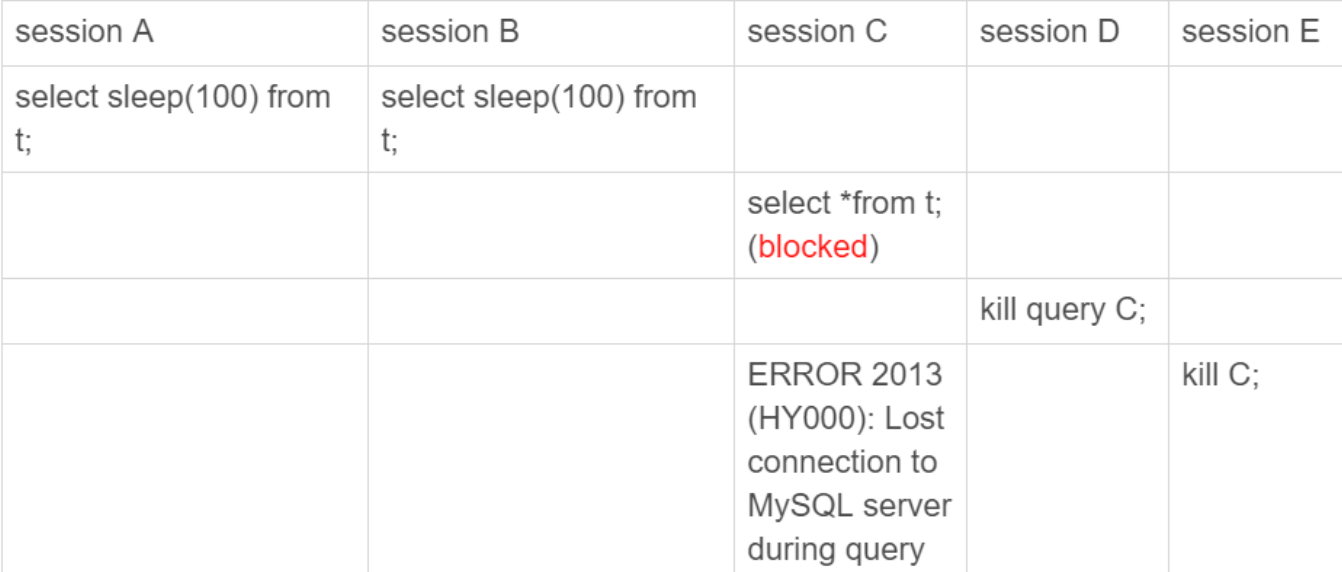 session A
session B
session C
session D
session E
select sleep(100) from
t;
select sleep(100) from
t;
select *from t;
(blocked)
kill query C;
ERROR 2013
(HY000): Lost
connection to
MySQL server
during query
kill C;